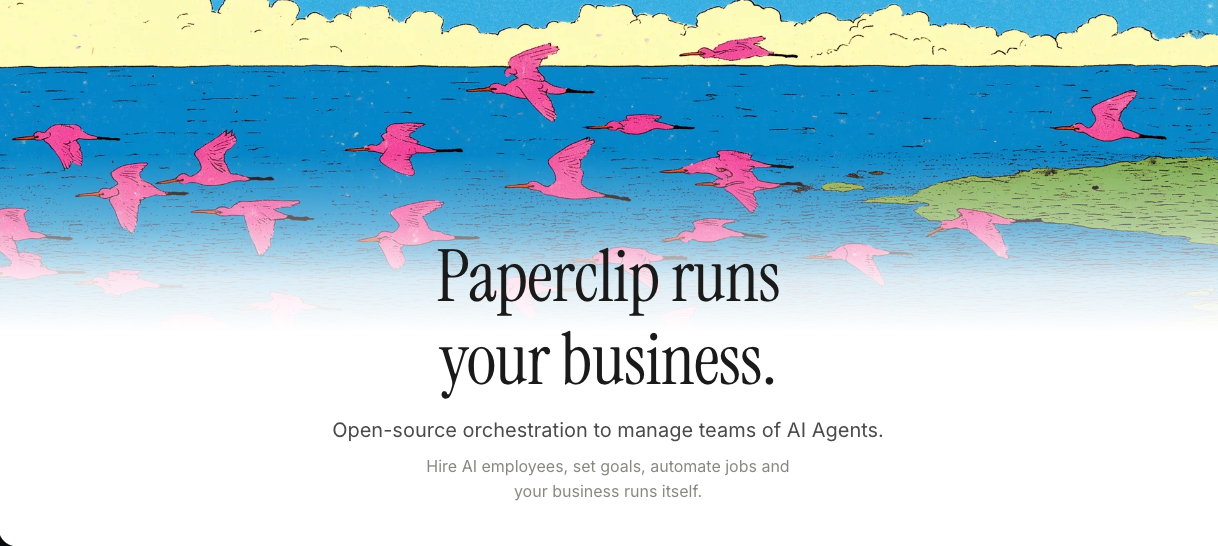 Paperclip runs
your business.
Open-source orchestration to manage teams of AI Agents.
Hire AI employees, set goals, automate jobs and
your business runs itself.